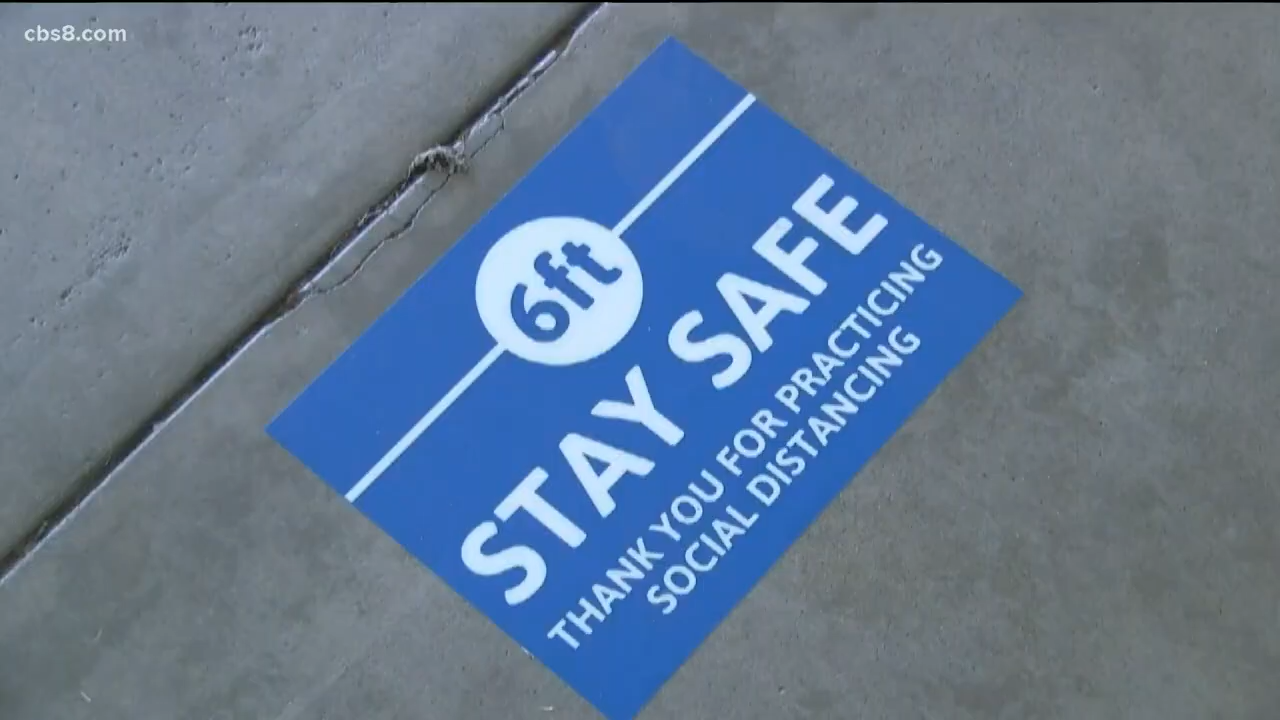 cbs8.com
6ft
STAY SAFE
THANK YOU FOR PRACTICING
SOCIAL DISTANCING